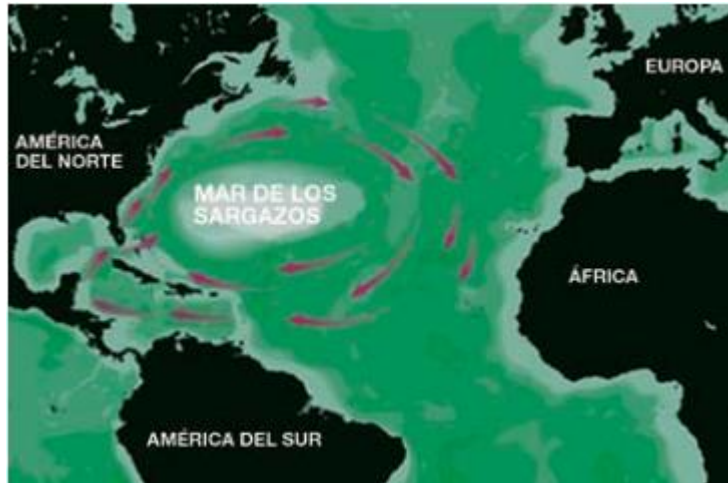 EUROPA
AMÉRICA
DEL NORTE
MAR DE LOS
SARGAZOS
ÁFRICA
AMÉRICA DEL SUR